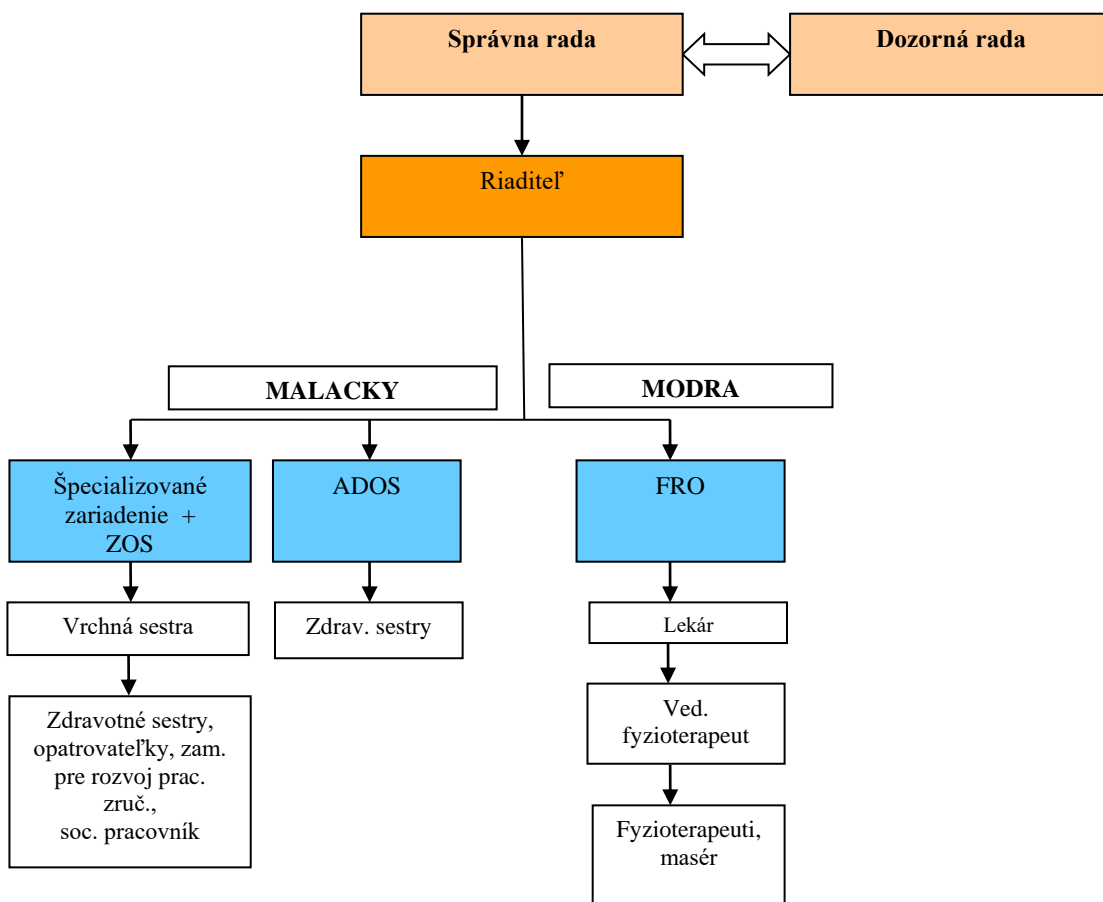 Správna rada
Dozorná rada
Riaditeľ
MALACKY
MODRA
Špecializované
zariadenie +
ZOS
ADOS
FRO
Vrchná sestra
Zdrav. sestry
Lekár
Zdravotné sestry,
opatrovateľky, zam.
pre rozvoj prac.
zruč.,
soc. pracovník
Ved.
fyzioterapeut
Fyzioterapeuti,
masér